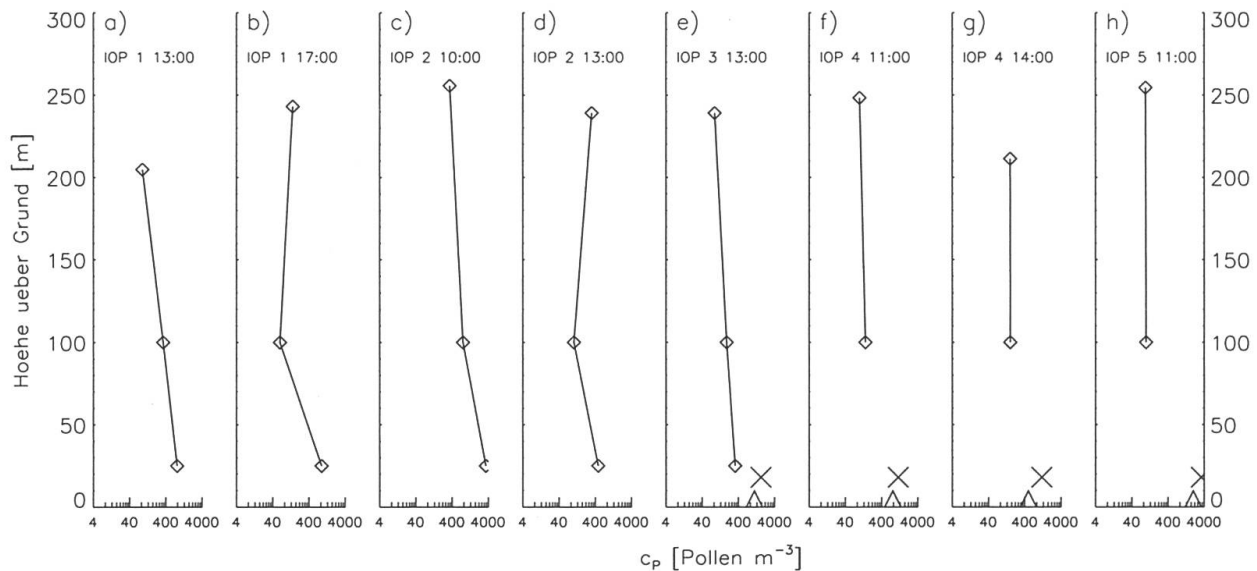 a) b) c) d) e) f) g) h)
IOP 1 13:00 IOP 1 17:00 IOP 2 10:00 IOP 2 13:00 IOP 3 13:00 IOP 4 11:00 IOP 4 14:00 IOP 5 11:00
300 300
250 250
200 200
150 150
100 100
50 50
0 0
Hoehe ueber Grund [m]
4 40 400 4000 4 40 400 4000 4 40 400 4000 4 40 400 4000 4 40 400 4000 4 40 400 4000 4 40 400 4000 4 40 400 4000
c_P [Pollen m⁻³]